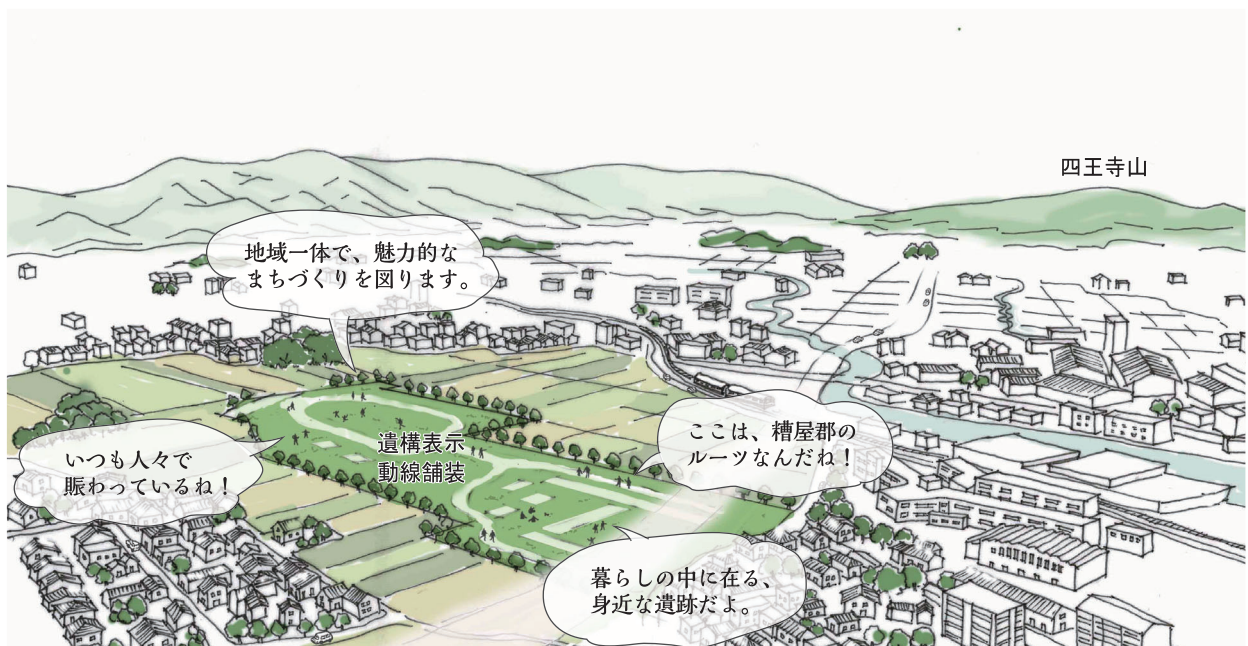 四王寺山
地域一体で、魅力的な
まちづくりを図ります。
遺構表示
動線舗装
ここは、糟屋郡の
ルーツなんだね！
いつも人々で
賑わっているね！
暮らしの中に在る、
身近な遺跡だよ。